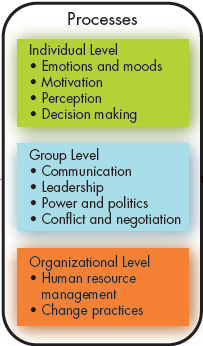 Processes
Individual Level
• Emotions and moods
• Motivation
• Perception
• Decision making
Group Level
• Communication
• Leadership
• Power and politics
• Conflict and negotiation
Organizational Level
• Human resource
management
• Change practices